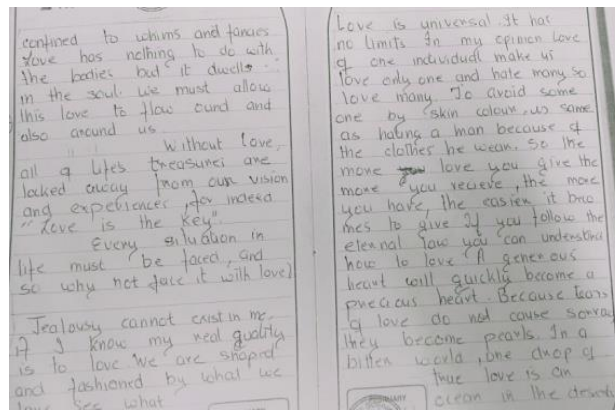 confined to whims and fancies
Love has nothing to do with
the bodies but it dwells
in the soul. we must allow
this love to flow and
also around us
Without love,
all of Lifes treasures are
locked away from our vision
and experiences, for indeed
"Love is the Key".
Every situation in
life must be faced, and
so why not face it with love)
Jealousy cannot exist in me,
if I know my real quality
is to love. We are shaped
and fashioned by what we
love see what
Love is universal. It has
no limits In my opinion Love
of one individual make us
love only one and hate many so
love many. To avoid some
one by skin colour, us same
as hating a man because of
the clothes he wear. So the
more love you give the
more you recieve, the more
you have, the easier it beco
mes to give If you follow the
eternal law you can understand
how to love. A generous
heart will quickly become a
precious heart. Because tears
of love do not cause sorrow
they become pearls. In a
bitter world, one drop of
true love is an
ocean in the desert